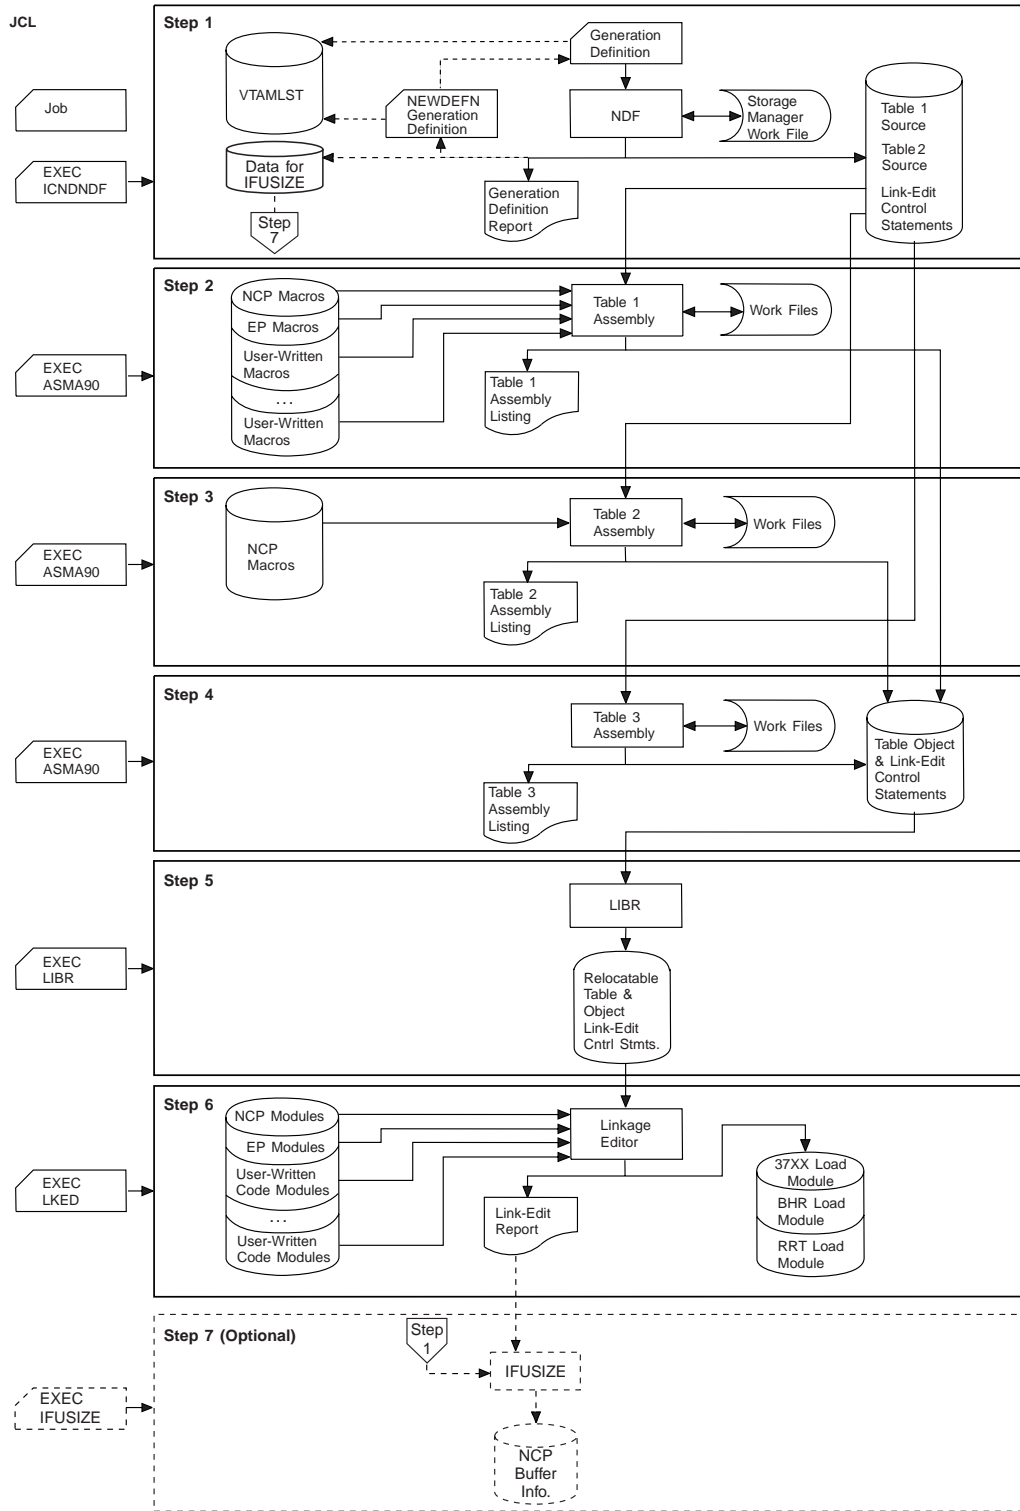 JCL
Step 1
Generation
Definition
VTAMLST
Job
NEWDEFN
Generation
Definition
NDF
Storage
Manager
Work File
Table 1
Source
Table2
Source
Link-Edit
Control
Statements
EXEC
ICNDNDF
Data for
IFUSIZE
Generation
Definition
Report
Step
7
Step 2
NCP Macros
EP Macros
User-Written
Macros
...
User-Written
Macros
Table 1
Assembly
Work Files
EXEC
ASMA90
Table 1
Assembly
Listing
Step 3
NCP
Macros
Table 2
Assembly
Work Files
EXEC
ASMA90
Table 2
Assembly
Listing
Step 4
Table 3
Assembly
Work Files
EXEC
ASMA90
Table Object
& Link-Edit
Control
Statements
Table 3
Assembly
Listing
Step 5
LIBR
EXEC
LIBR
Relocatable
Table &
Object
Link-Edit
Cntrl Stmts.
Step 6
NCP Modules
EP Modules
User-Written
Code Modules
...
User-Written
Code Modules
Linkage
Editor
EXEC
LKED
Link-Edit
Report
37XX Load
Module
BHR Load
Module
RRT Load
Module
Step 7 (Optional)
Step
1
IFUSIZE
EXEC
IFUSIZE
NCP
Buffer
Info.